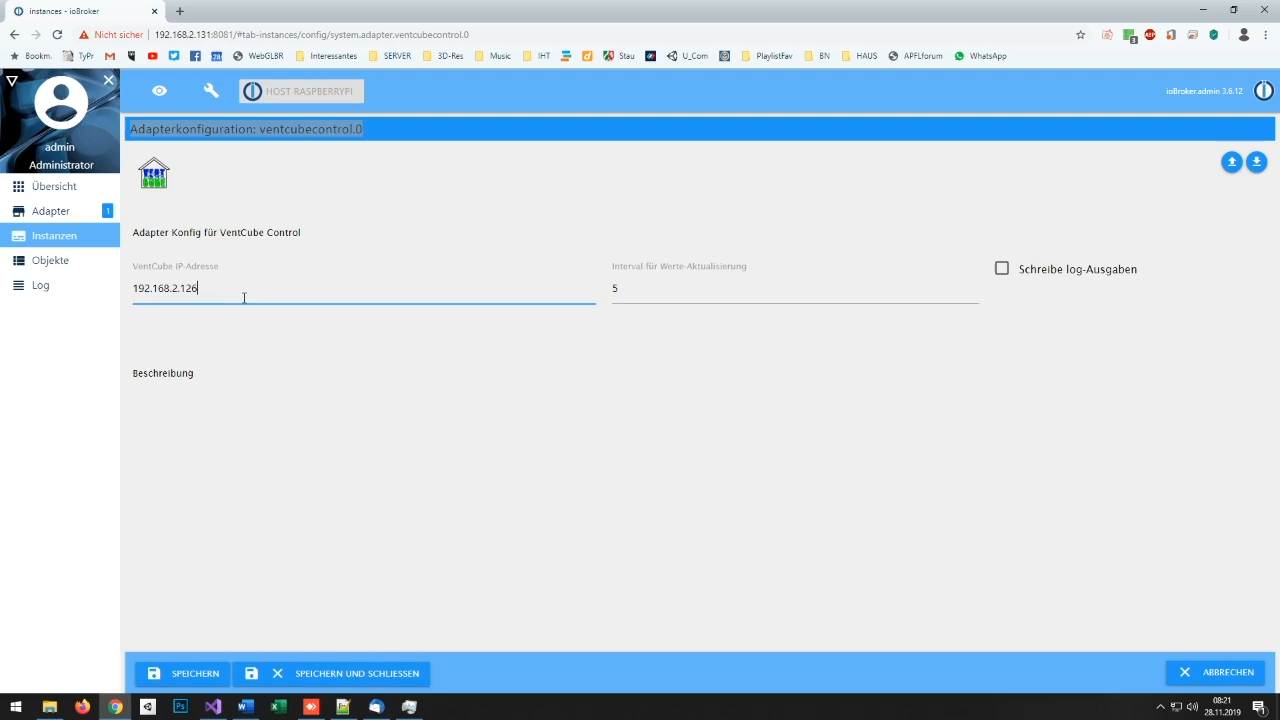 instances - ioBroker
Nicht sicher | 192.168.2.131:8081/#tab-instances/config/system.adapter.ventcubecontrol.0
Bookm. TyPr WebGLBR Interessantes SERVER 3D-Res Music IHT Stau U_Com PlaylistFav BN HAUS APFLforum WhatsApp
HOST RASPBERRYPI
ioBroker.admin 3.6.12
admin
Administrator
Übersicht
Adapter 1
Instanzen
Objekte
Log
Adapterkonfiguration: ventcubecontrol.0
VENT
CUBE
Adapter Konfig für VentCube Control
VentCube IP-Adresse
192.168.2.126
Interval für Werte-Aktualisierung
5
Schreibe log-Ausgaben
Beschreibung
SPEICHERN
SPEICHERN UND SCHLIESSEN
ABBRECHEN
08:21
28.11.2019